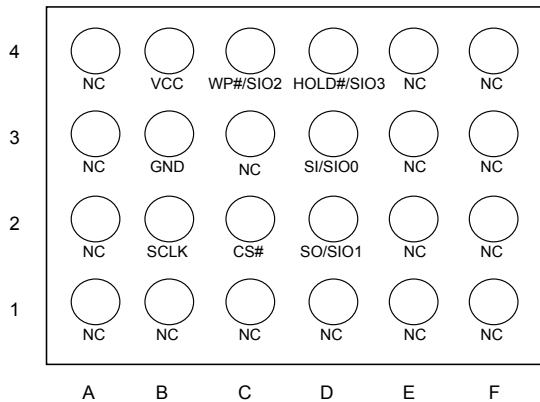 4
NC VCC WP#/SIO2 HOLD#/SIO3 NC NC
3
NC GND NC SI/SIO0 NC NC
2
NC SCLK CS# SO/SIO1 NC NC
1
NC NC NC NC NC NC
A B C D E F